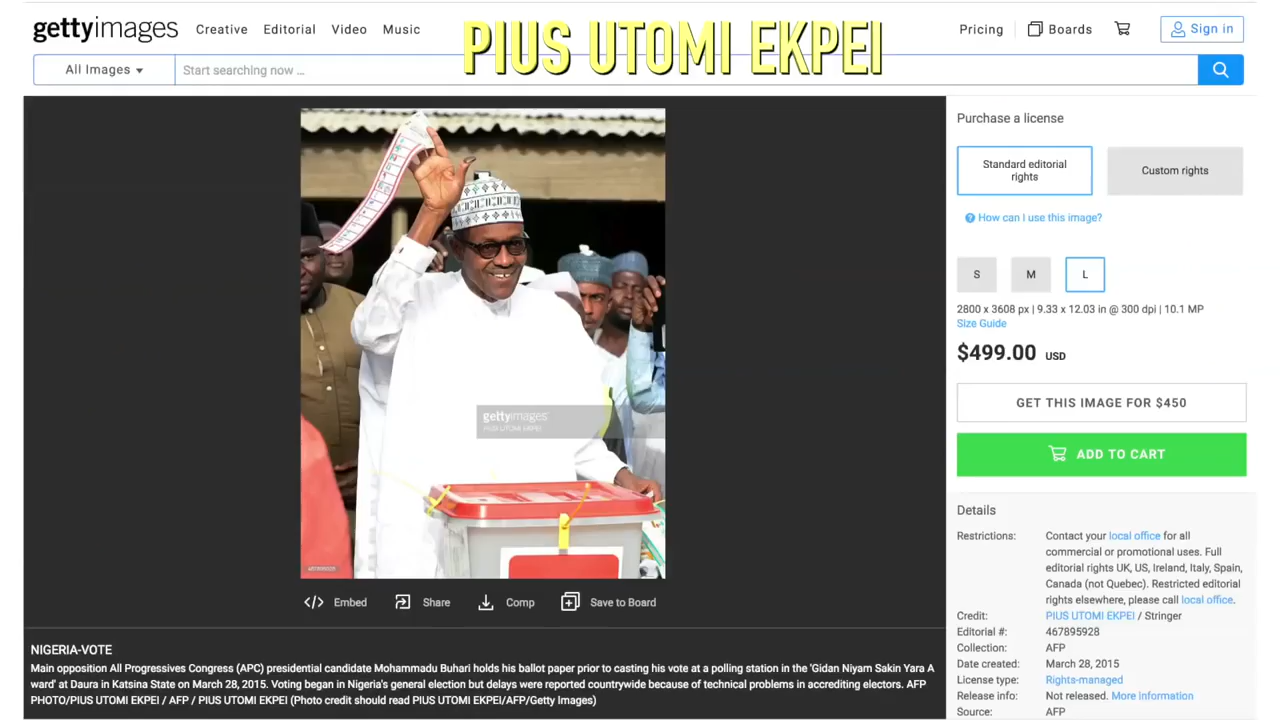 gettyimages
Creative Editorial Video Music
PIUS UTOMI EKPEI
Pricing
Boards
Sign in
All Images
Start searching now ...
Purchase a license
Standard editorial
rights
Custom rights
How can I use this image?
S M L
2800 x 3608 px | 9.33 x 12.03 in @ 300 dpi | 10.1 MP
Size Guide
$499.00 USD
GET THIS IMAGE FOR $450
ADD TO CART
gettyimages
PIUS UTOMI EKPEI
467895928
Embed Share Comp Save to Board
NIGERIA-VOTE
Main opposition All Progressives Congress (APC) presidential candidate Mohammadu Buhari holds his ballot paper prior to casting his vote at a polling station in the 'Gidan Niyam Sakin Yara A
ward' at Daura in Katsina State on March 28, 2015. Voting began in Nigeria's general election but delays were reported countrywide because of technical problems in accrediting electors. AFP
PHOTO/PIUS UTOMI EKPEI / AFP / PIUS UTOMI EKPEI (Photo credit should read PIUS UTOMI EKPEI/AFP/Getty Images)
Details
Restrictions: Contact your local office for all
commercial or promotional uses. Full
editorial rights UK, US, Ireland, Italy, Spain,
Canada (not Quebec). Restricted editorial
rights elsewhere, please call local office.
Credit: PIUS UTOMI EKPEI / Stringer
Editorial #: 467895928
Collection: AFP
Date created: March 28, 2015
License type: Rights-managed
Release info: Not released. More information
Source: AFP